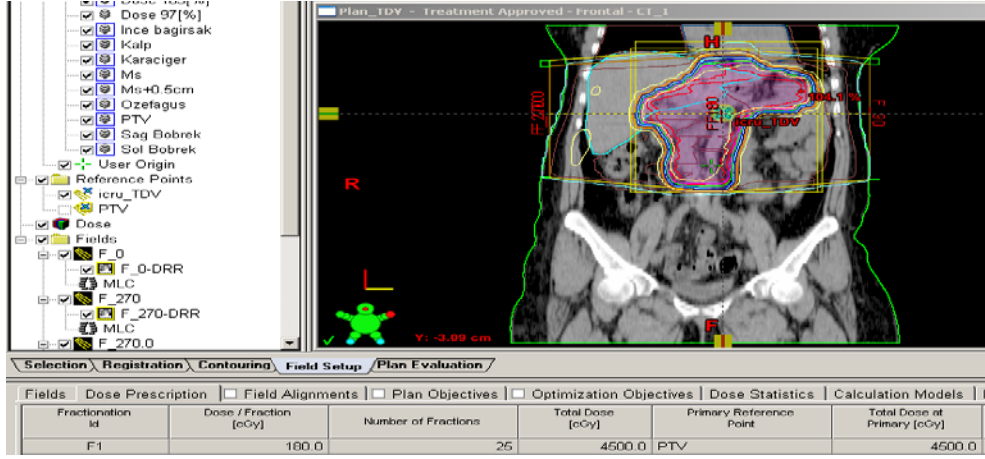 Dose 97[%]
Ince bagirsak
Kalp
Karaciger
Ms
Ms+0.5cm
Ozefagus
PTV
Sag Bobrek
Sol Bobrek
User Origin
Reference Points
icru_TDV
PTV
Dose
Fields
F_0
F_0-DRR
MLC
F_270
F_270-DRR
MLC
F_270.0
Plan_TDV - Treatment Approved - Frontal - CT_1
H
104.1 %
icru_TDV
R
F
Y: -3.09 cm
Selection Registration Contouring Field Setup Plan Evaluation
Fields Dose Prescription Field Alignments Plan Objectives Optimization Objectives Dose Statistics Calculation Models
Fractionation Id Dose / Fraction [cGy] Number of Fractions Total Dose [cGy] Primary Reference Point Total Dose at Primary [cGy]
F1 180.0 25 4500.0 PTV 4500.0